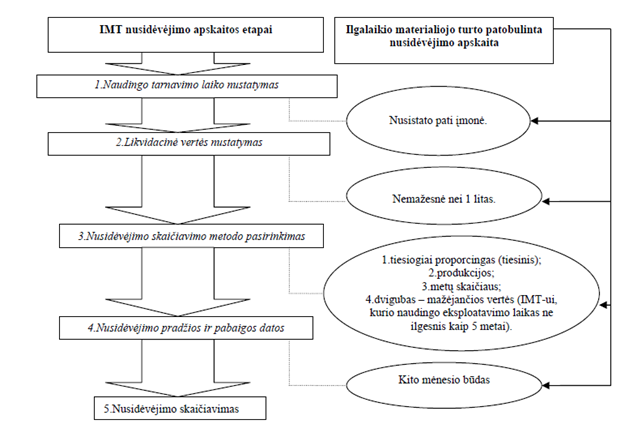 IMT nusidėvėjimo apskaitos etapai
Ilgalaikio materialiojo turto patobulinta
nusidėvėjimo apskaita
1.Naudingo tarnavimo laiko nustatymas
Nusistato pati įmonė.
2.Likvidacinė vertės nustatymas
Nemažesnė nei 1 litas.
3.Nusidėvėjimo skaičiavimo metodo pasirinkimas
1.tiesiogiai proporcingas (tiesinis);
2.produkcijos;
3.metų skaičiaus;
4.dvigubas – mažėjančios vertės (IMT-ui,
kurio naudingo eksploatavimo laikas ne
ilgesnis kaip 5 metai).
4.Nusidėvėjimo pradžios ir pabaigos datos
Kito mėnesio būdas
5.Nusidėvėjimo skaičiavimas